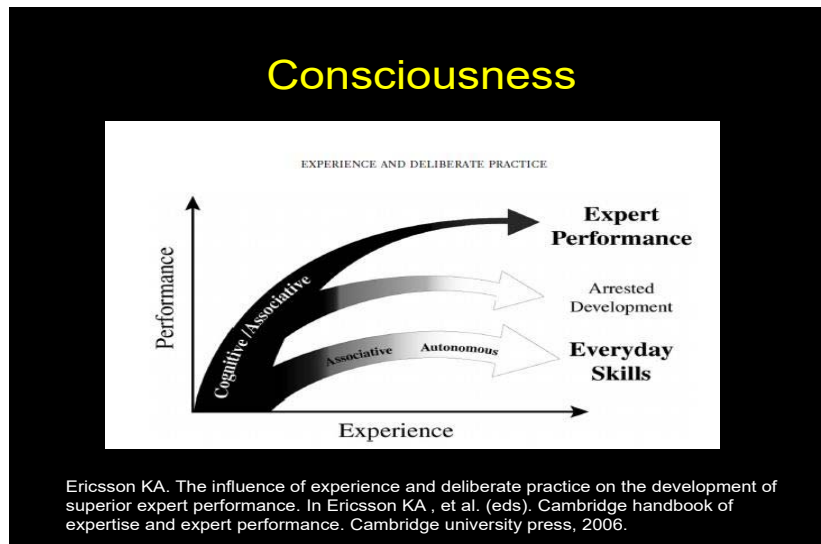 Consciousness
EXPERIENCE AND DELIBERATE PRACTICE
Expert
Performance
Arrested
Development
Everyday
Skills
Performance
Cognitive/Associative
Associative
Autonomous
Experience
Ericsson KA. The influence of experience and deliberate practice on the development of
superior expert performance. In Ericsson KA , et al. (eds). Cambridge handbook of
expertise and expert performance. Cambridge university press, 2006.